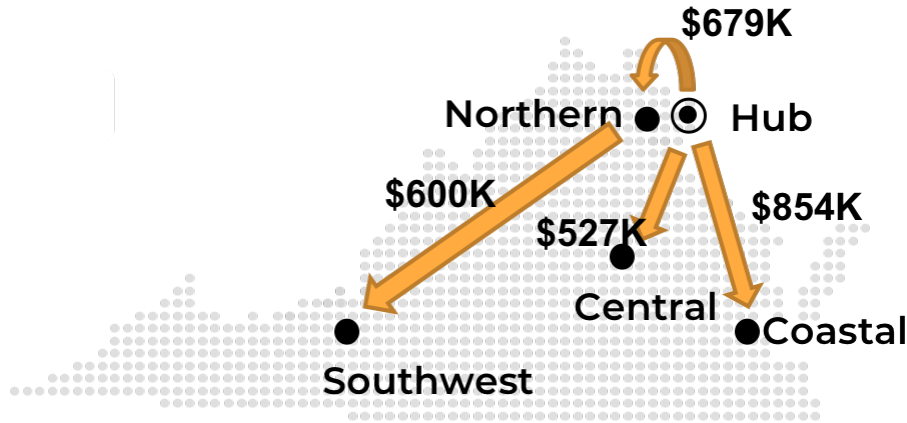 $679K
Northern
Hub
$600K
$854K
$527K
Central
Coastal
Southwest